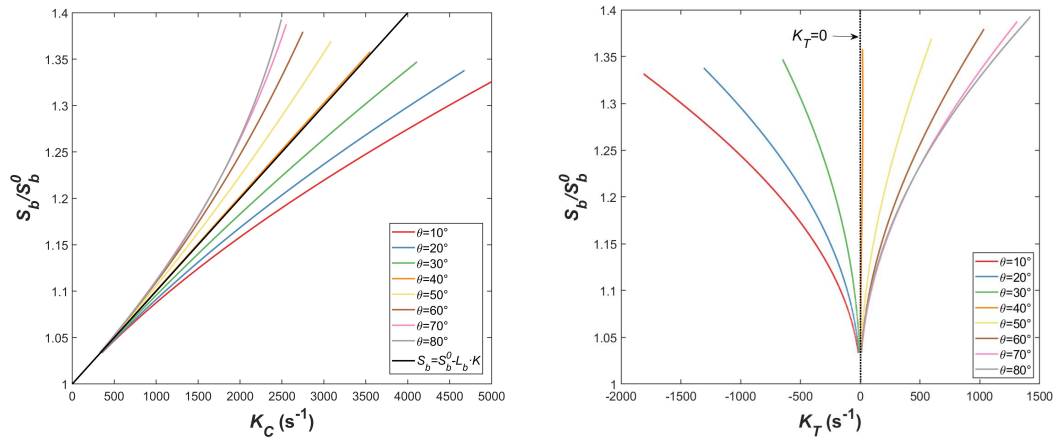 1.4
1.35
1.3
1.25
1.2
1.15
1.1
1.05
1
S_b/S_b^0
0 500 1000 1500 2000 2500 3000 3500 4000 4500 5000
K_C (s^-1)
θ=10°
θ=20°
θ=30°
θ=40°
θ=50°
θ=60°
θ=70°
θ=80°
S_b=S_b^0-L_b·K
1.4
1.35
1.3
1.25
1.2
1.15
1.1
1.05
1
S_b/S_b^0
K_T=0
-2000 -1500 -1000 -500 0 500 1000 1500
K_T (s^-1)
θ=10°
θ=20°
θ=30°
θ=40°
θ=50°
θ=60°
θ=70°
θ=80°